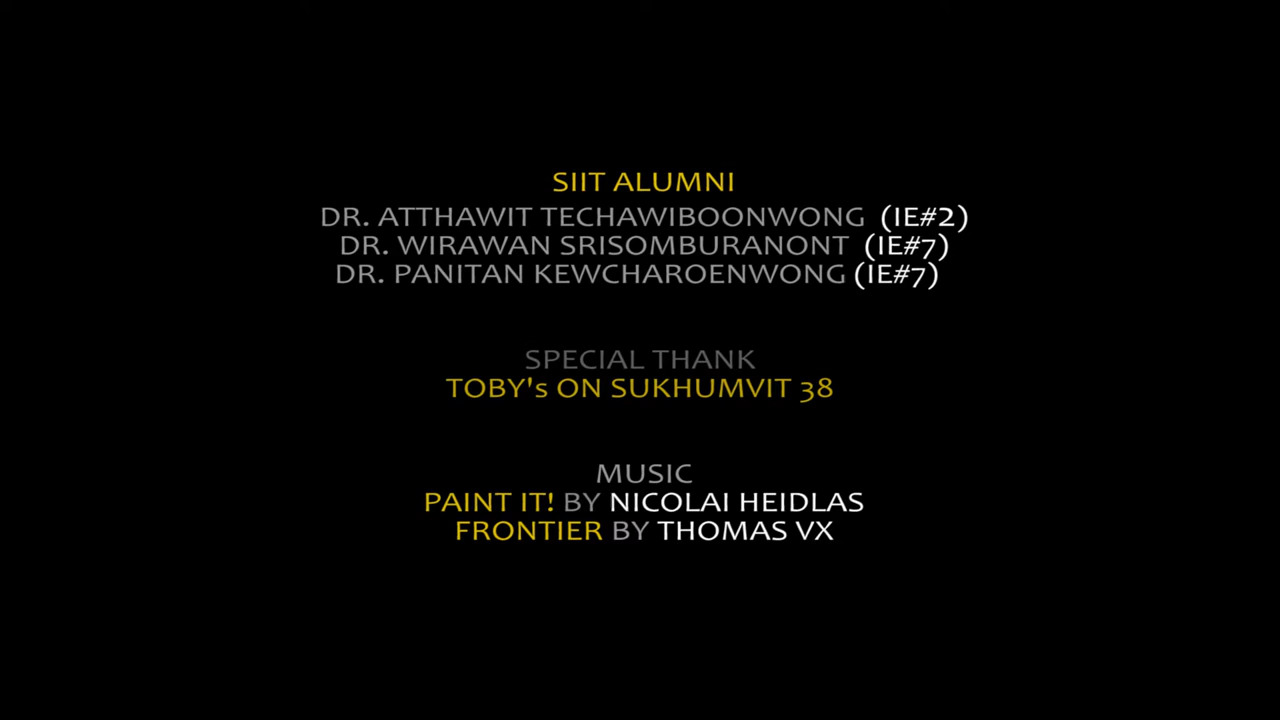 SIIT ALUMNI
DR. ATTHAWIT TECHAWIBOONWONG (IE#2)
DR. WIRAWAN SRISOMBURANONT (IE#7)
DR. PANITAN KEWCHAROENWONG (IE#7)
SPECIAL THANK
TOBY's ON SUKHUMVIT 38
MUSIC
PAINT IT! BY NICOLAI HEIDLAS
FRONTIER BY THOMAS VX